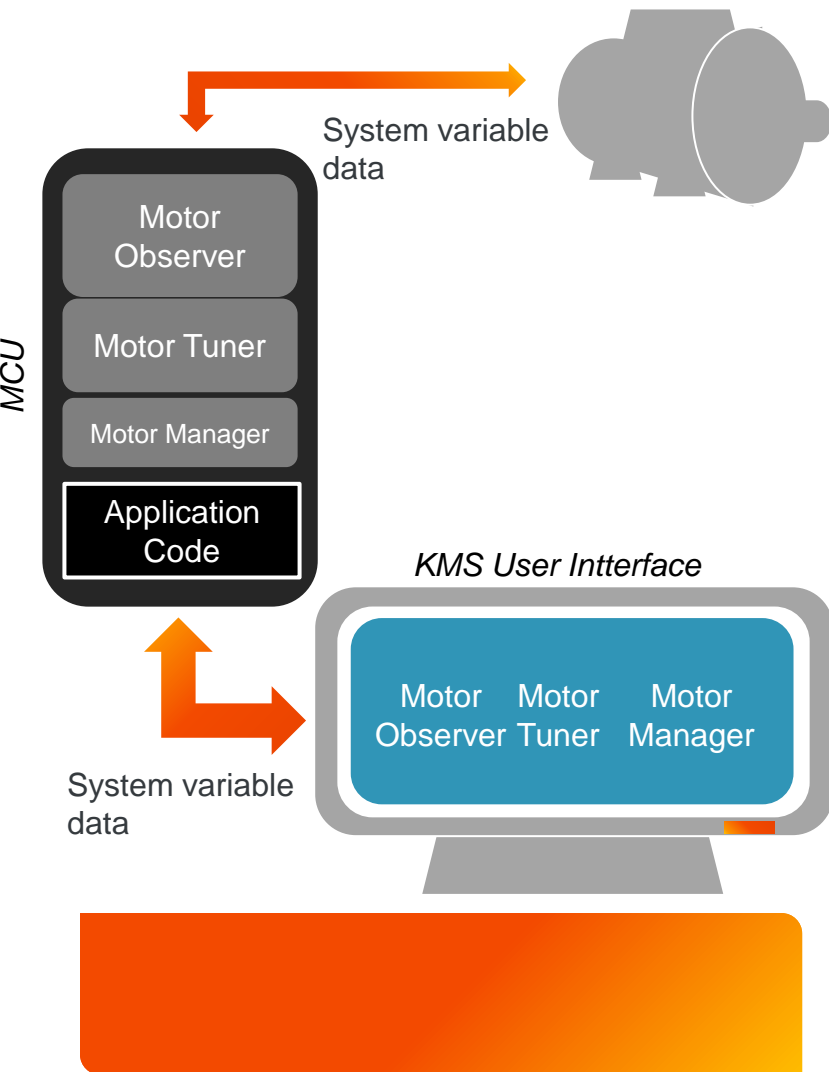 System variable
data
Motor
Observer
Motor Tuner
Motor Manager
Application
Code
MCU
KMS User Intterface
Motor Motor Motor
Observer Tuner Manager
System variable
data